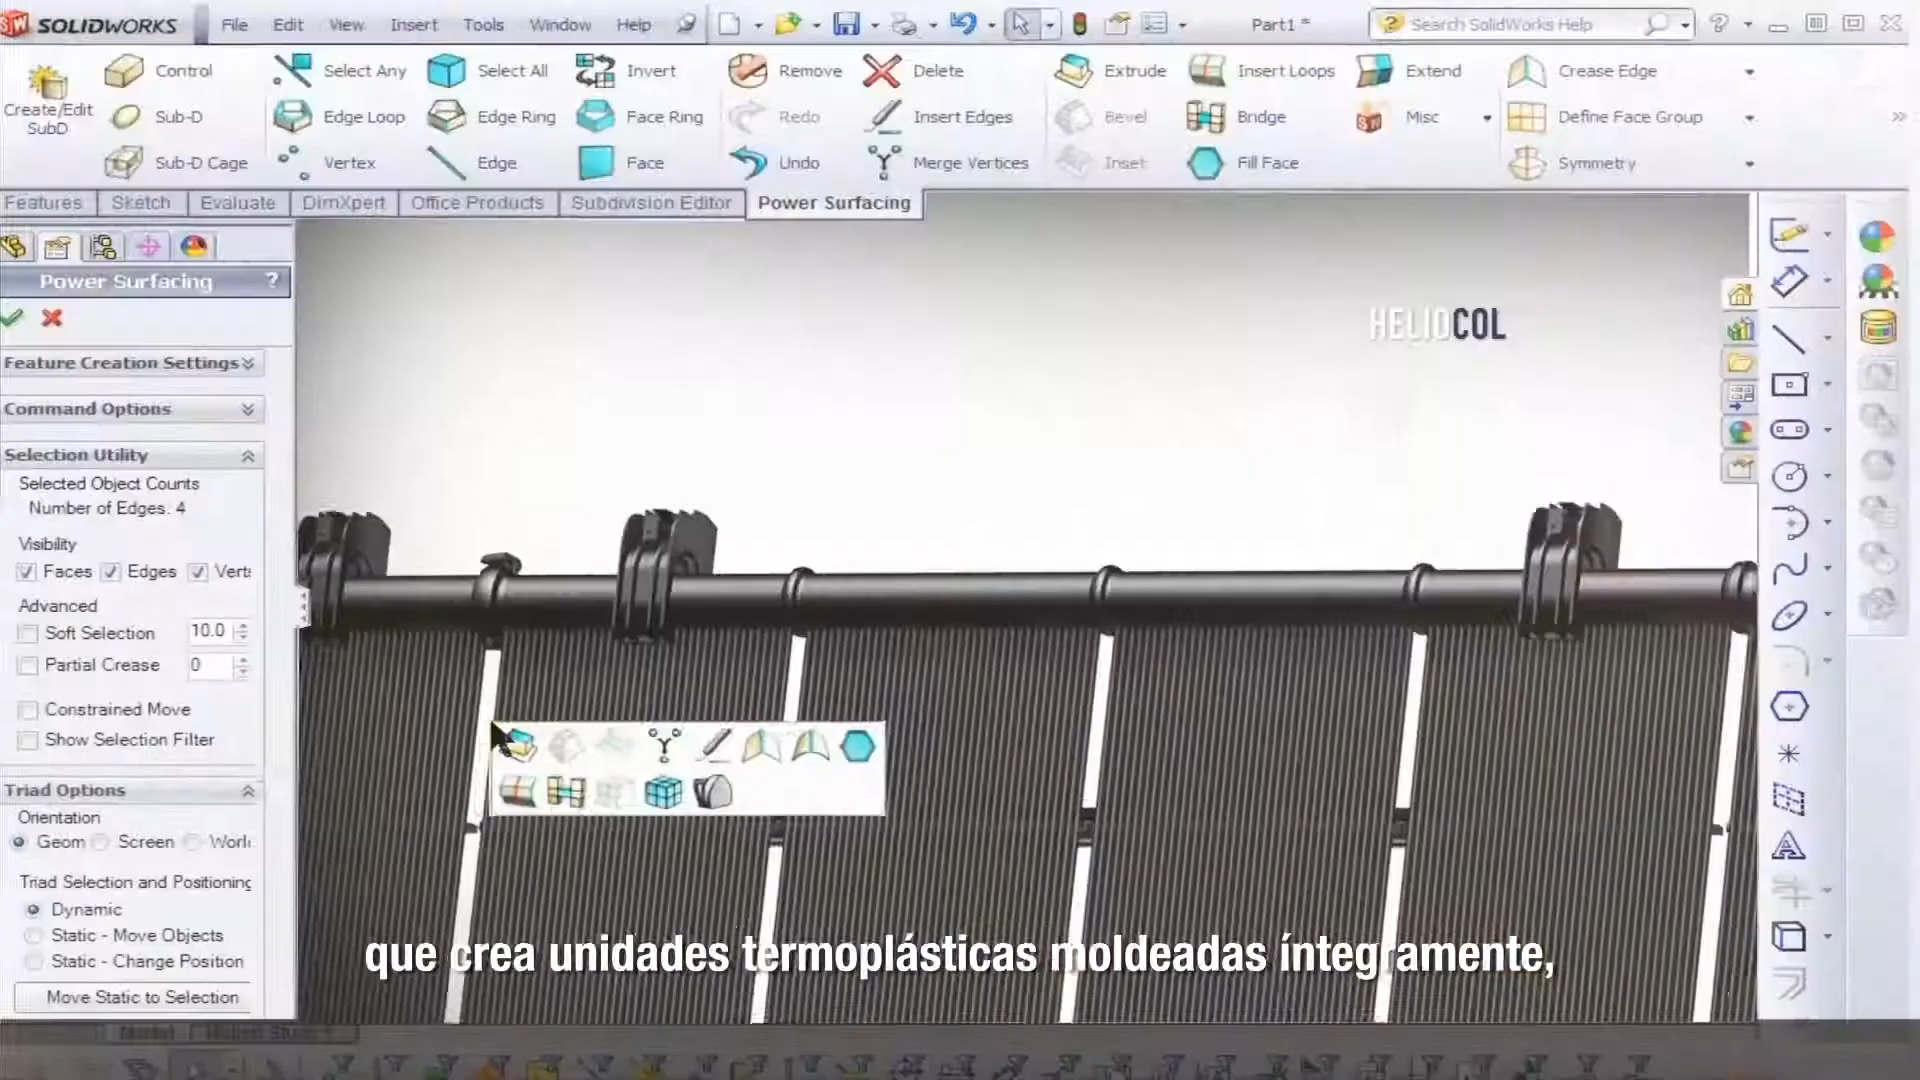 SOLIDWORKS
File Edit View Insert Tools Window Help
Part1 *
Search SolidWorks Help
Create/Edit
SubD
Control
Select Any
Select All
Invert
Remove
Delete
Extrude
Insert Loops
Extend
Crease Edge
Sub-D
Edge Loop
Edge Ring
Face Ring
Redo
Insert Edges
Bevel
Bridge
Misc
Define Face Group
Sub-D Cage
Vertex
Edge
Face
Undo
Merge Vertices
Inset
Fill Face
Symmetry
Features
Sketch
Evaluate
DimXpert
Office Products
Subdivision Editor
Power Surfacing
Power Surfacing ?
Feature Creation Settings
Command Options
Selection Utility
Selected Object Counts
Number of Edges: 4
Visibility
Faces Edges Verti
Advanced
Soft Selection 10.0
Partial Crease 0
Constrained Move
Show Selection Filter
Triad Options
Orientation
Geom Screen Worl
Triad Selection and Positioning
Dynamic
Static - Move Objects
Static - Change Position
Move Static to Selection
HELIOCOL
que crea unidades termoplásticas moldeadas íntegramente,
Model